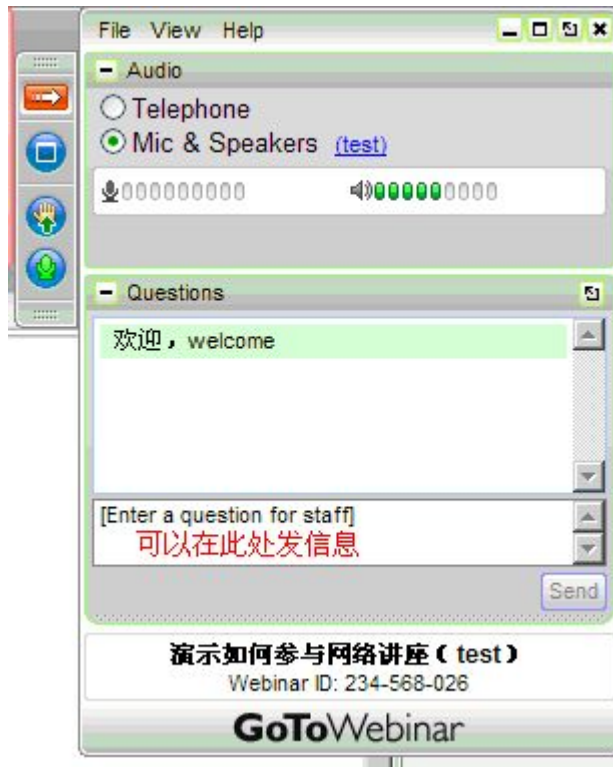 File View Help
Audio
Telephone
Mic & Speakers (test)
Questions
欢迎，welcome
[Enter a question for staff]
可以在此处发信息
Send
演示如何参与网络讲座（test）
Webinar ID: 234-568-026
GoToWebinar